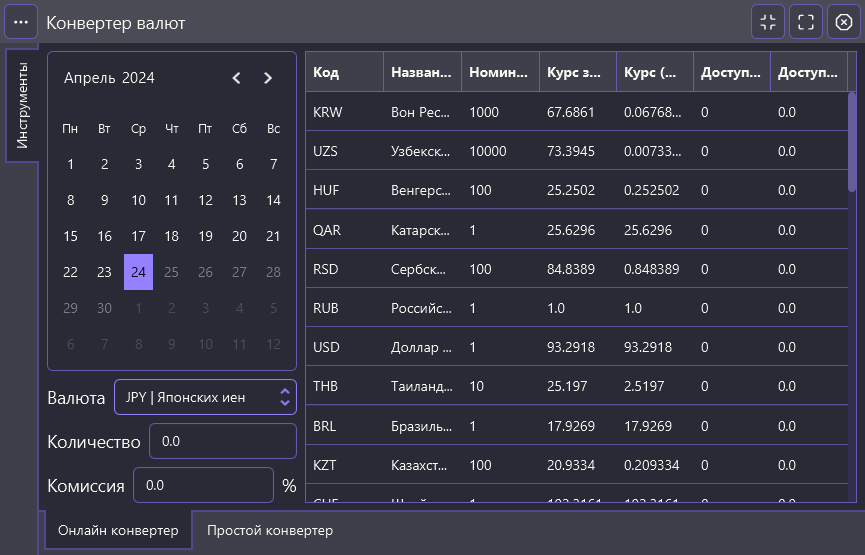 Конвертер валют
Инструменты
Апрель 2024
Пн Вт Ср Чт Пт Сб Вс
1 2 3 4 5 6 7
8 9 10 11 12 13 14
15 16 17 18 19 20 21
22 23 24 25 26 27 28
29 30 1 2 3 4 5
6 7 8 9 10 11 12
Валюта JPY | Японских иен
Количество 0.0
Комиссия 0.0 %
Код Назван... Номин... Курс з... Курс (... Доступ... Доступ...
KRW Вон Рес... 1000 67.6861 0.06768... 0 0.0
UZS Узбекск... 10000 73.3945 0.00733... 0 0.0
HUF Венгерс... 100 25.2502 0.252502 0 0.0
QAR Катарск... 1 25.6296 25.6296 0 0.0
RSD Сербск... 100 84.8389 0.848389 0 0.0
RUB Российс... 1 1.0 1.0 0 0.0
USD Доллар ... 1 93.2918 93.2918 0 0.0
THB Таиланд... 10 25.197 2.5197 0 0.0
BRL Бразиль... 1 17.9269 17.9269 0 0.0
KZT Казахст... 100 20.9334 0.209334 0 0.0
Онлайн конвертер Простой конвертер